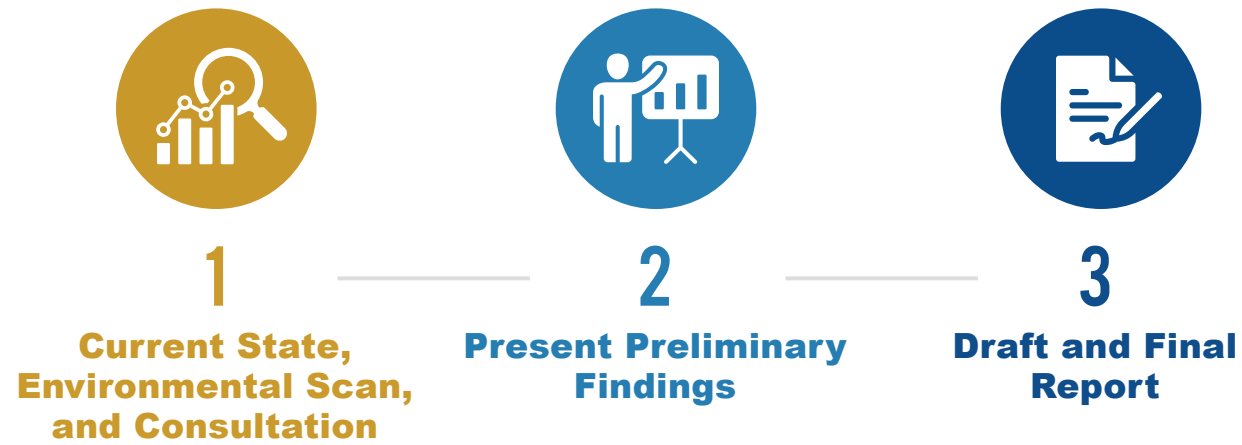 1
Current State,
Environmental Scan,
and Consultation
2
Present Preliminary
Findings
3
Draft and Final
Report